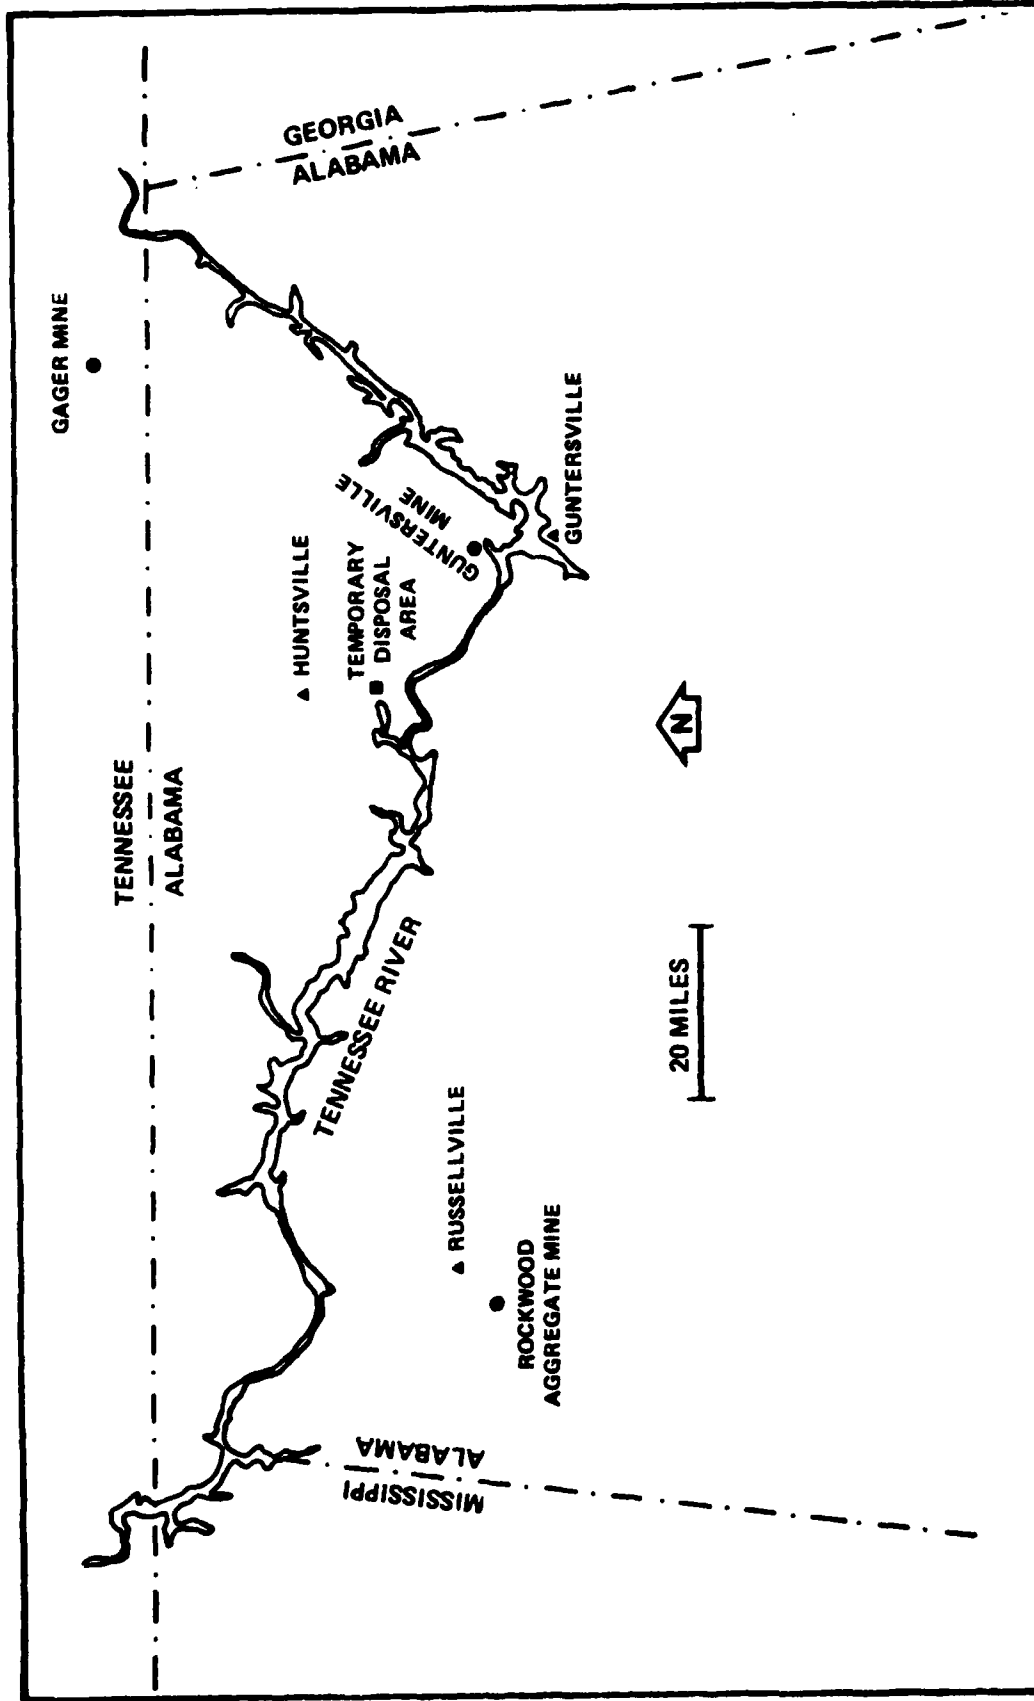 GAGER MINE
TENNESSEE
ALABAMA
GEORGIA
ALABAMA
HUNTSVILLE
TEMPORARY
DISPOSAL
AREA
GUNTERSVILLE
MINE
GUNTERSVILLE
TENNESSEE RIVER
RUSSELLVILLE
ROCKWOOD
AGGREGATE MINE
MISSISSIPPI
ALABAMA
20 MILES
N